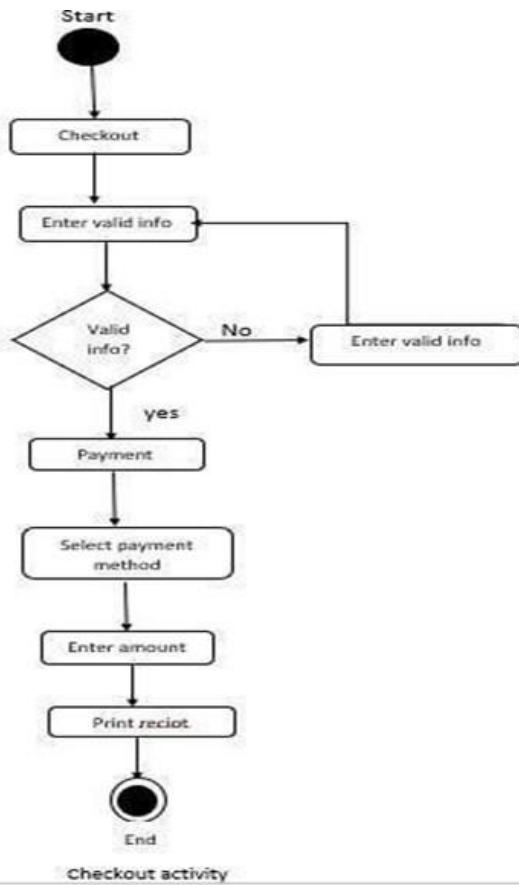 Start
Checkout
Enter valid info
Valid
info?
No
Enter valid info
yes
Payment
Select payment
method
Enter amount
Print reciot
End
Checkout activity